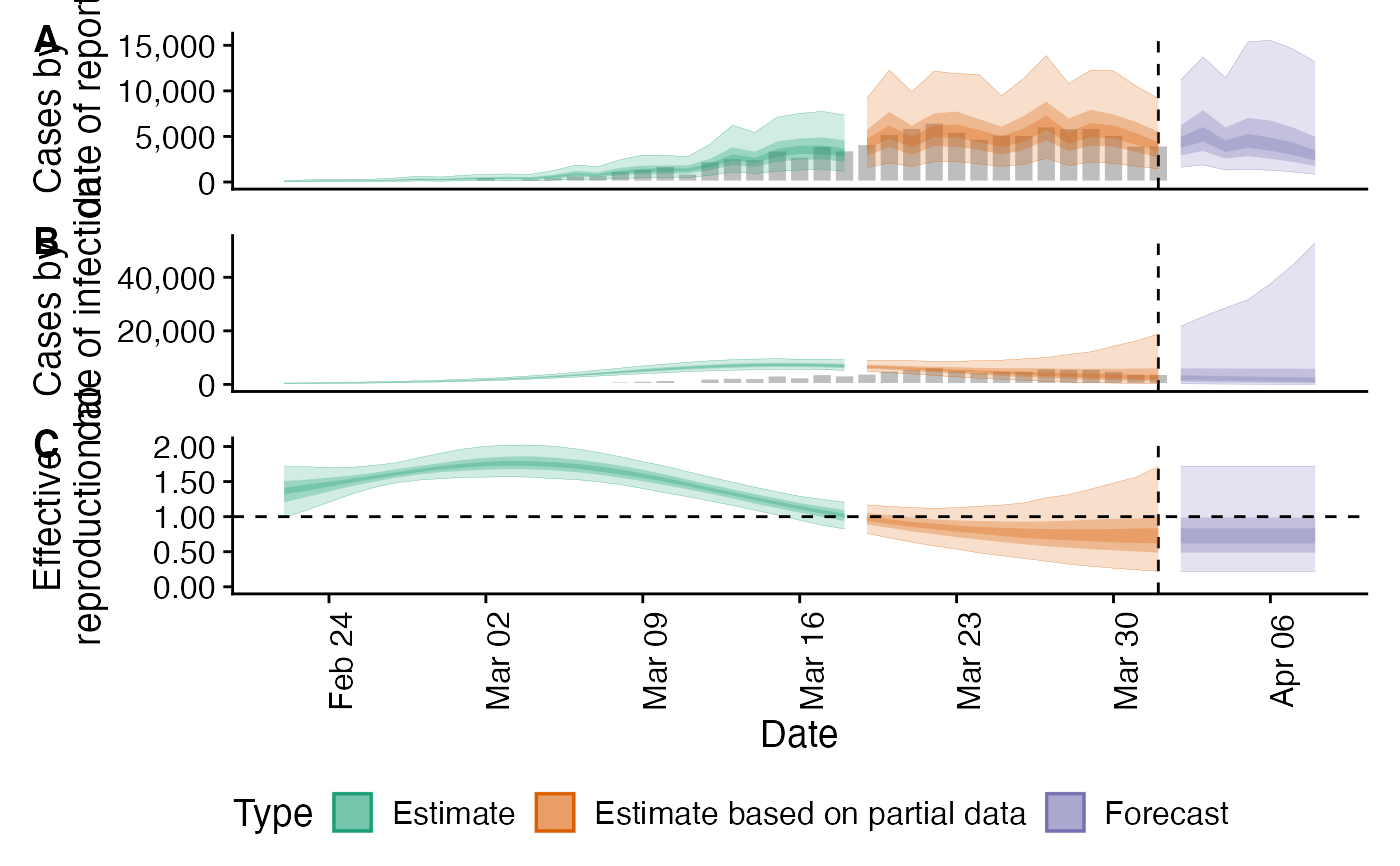 A
Cases by
date of report
15,000
10,000
5,000
0
B
Cases by
date of infection
40,000
20,000
0
C
Effective
reproduction no.
2.00
1.50
1.00
0.50
0.00
Feb 24
Mar 02
Mar 09
Mar 16
Mar 23
Mar 30
Apr 06
Date
Type
Estimate
Estimate based on partial data
Forecast